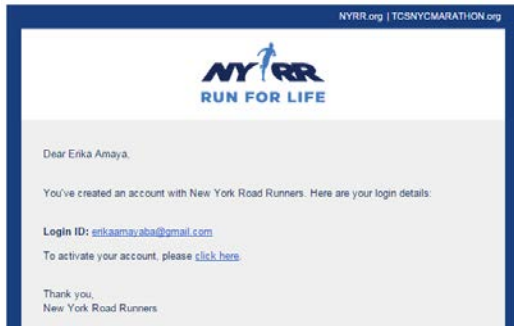 NYRR.org | TCSNYCMARATHON.org
NYRR
RUN FOR LIFE
Dear Erika Amaya,
You've created an account with New York Road Runners. Here are your login details:
Login ID: erikaamayaba@gmail.com
To activate your account, please click here.
Thank you,
New York Road Runners